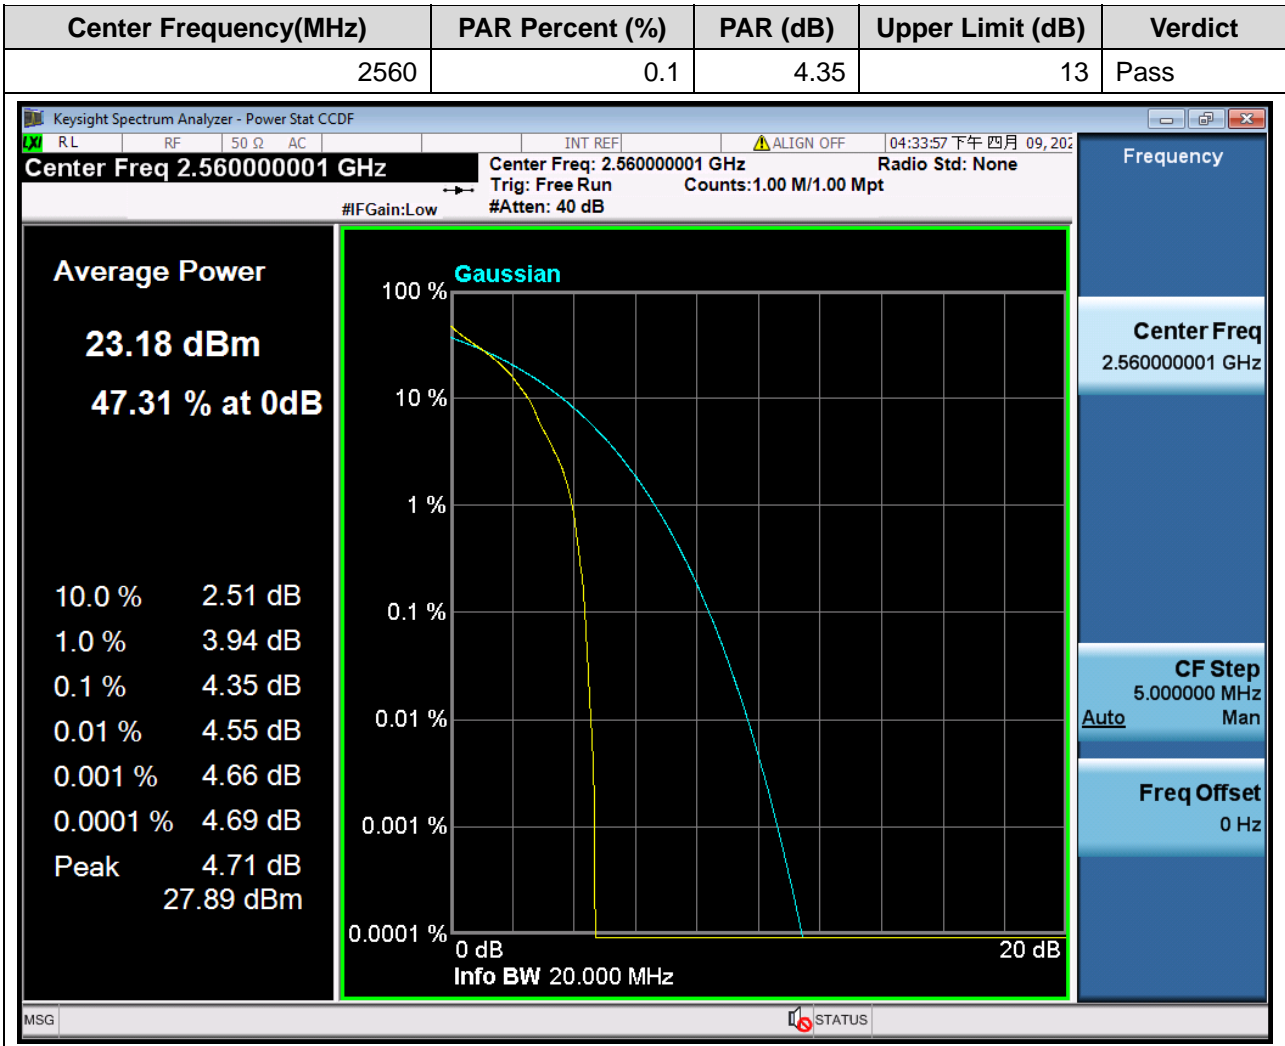 Center Frequency(MHz) PAR Percent (%) PAR (dB) Upper Limit (dB) Verdict
2560 0.1 4.35 13 Pass
Keysight Spectrum Analyzer - Power Stat CCDF
LXI RL RF 50 Ω AC INT REF ALIGN OFF 04:33:57 下午 四月 09, 202
Center Freq 2.560000001 GHz
Center Freq: 2.560000001 GHz Radio Std: None
Trig: Free Run Counts:1.00 M/1.00 Mpt
#IFGain:Low #Atten: 40 dB
Average Power
23.18 dBm
47.31 % at 0dB
10.0 % 2.51 dB
1.0 % 3.94 dB
0.1 % 4.35 dB
0.01 % 4.55 dB
0.001 % 4.66 dB
0.0001 % 4.69 dB
Peak 4.71 dB
27.89 dBm
Gaussian
100 %
10 %
1 %
0.1 %
0.01 %
0.001 %
0.0001 %
0 dB 20 dB
Info BW 20.000 MHz
Frequency
Center Freq
2.560000001 GHz
CF Step
5.000000 MHz
Auto Man
Freq Offset
0 Hz
MSG STATUS